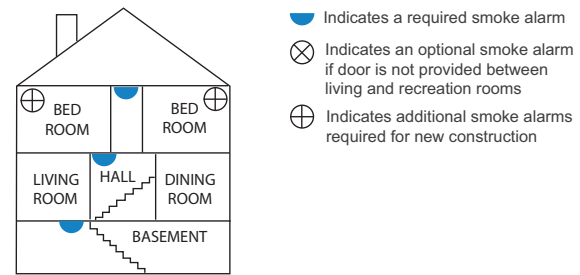 Indicates a required smoke alarm
Indicates an optional smoke alarm
if door is not provided between
living and recreation rooms
Indicates additional smoke alarms
required for new construction
BED
ROOM
BED
ROOM
LIVING
ROOM
HALL
DINING
ROOM
BASEMENT